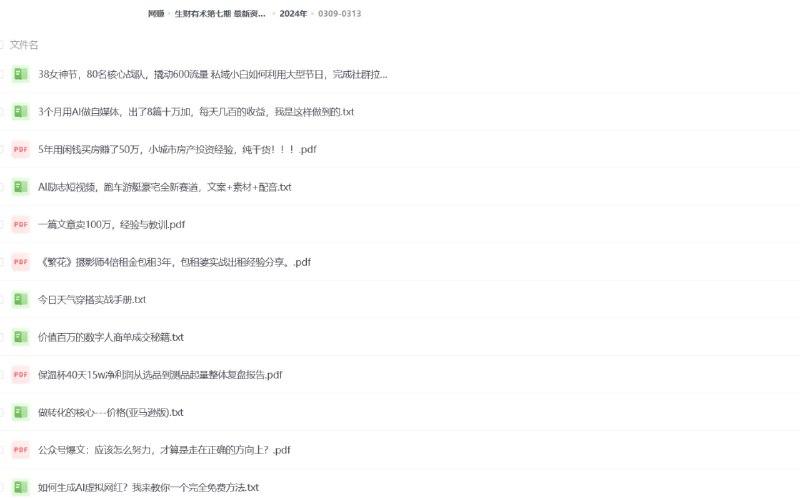 网赚 · 生财有术第七期 最新资... · 2024年 · 0309-0313
文件名
38女神节，80名核心战队，撬动600流量 私域小白如何利用大型节日，完成社群拉...
3个月用AI做自媒体，出了8篇十万加，每天几百的收益，我是这样做到的.txt
PDF 5年用闲钱买房赚了50万，小城市房产投资经验，纯干货！！！.pdf
AI励志短视频，跑车游艇豪宅全新赛道，文案+素材+配音.txt
PDF 一篇文章卖100万，经验与教训.pdf
PDF 《繁花》摄影师4倍租金包租3年，包租婆实战出租经验分享。.pdf
今日天气穿搭实战手册.txt
价值百万的数字人商单成交秘籍.txt
PDF 保温杯40天15w净利润从选品到测品起量整体复盘报告.pdf
做转化的核心---价格(亚马逊版).txt
PDF 公众号爆文：应该怎么努力，才算是走在正确的方向上？.pdf
如何生成AI虚拟网红？我来教你一个完全免费方法.txt